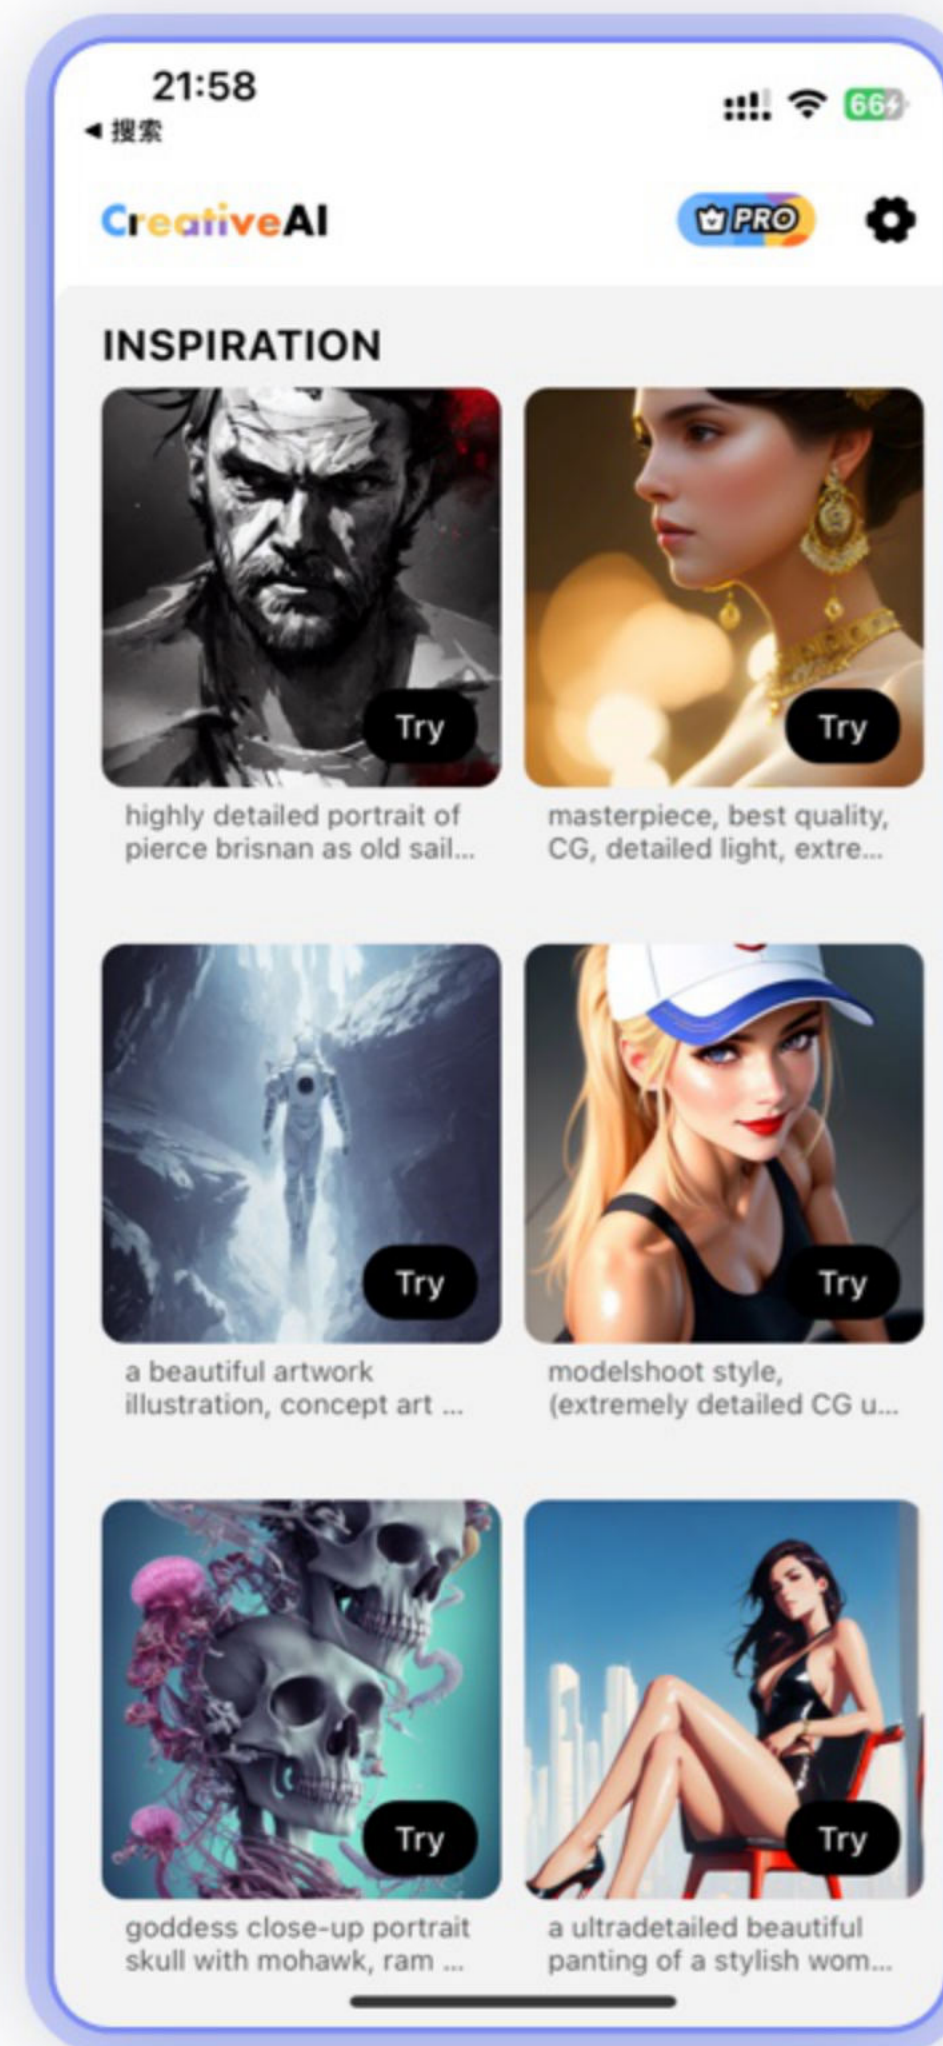 21:58
66
◀ 搜索
CreativeAI
PRO
INSPIRATION
Try
Try
highly detailed portrait of
pierce brisnan as old sail...
masterpiece, best quality,
CG, detailed light, extre...
Try
Try
a beautiful artwork
illustration, concept art ...
modelshoot style,
(extremely detailed CG u...
Try
Try
goddess close-up portrait
skull with mohawk, ram ...
a ultradetailed beautiful
panting of a stylish wom...